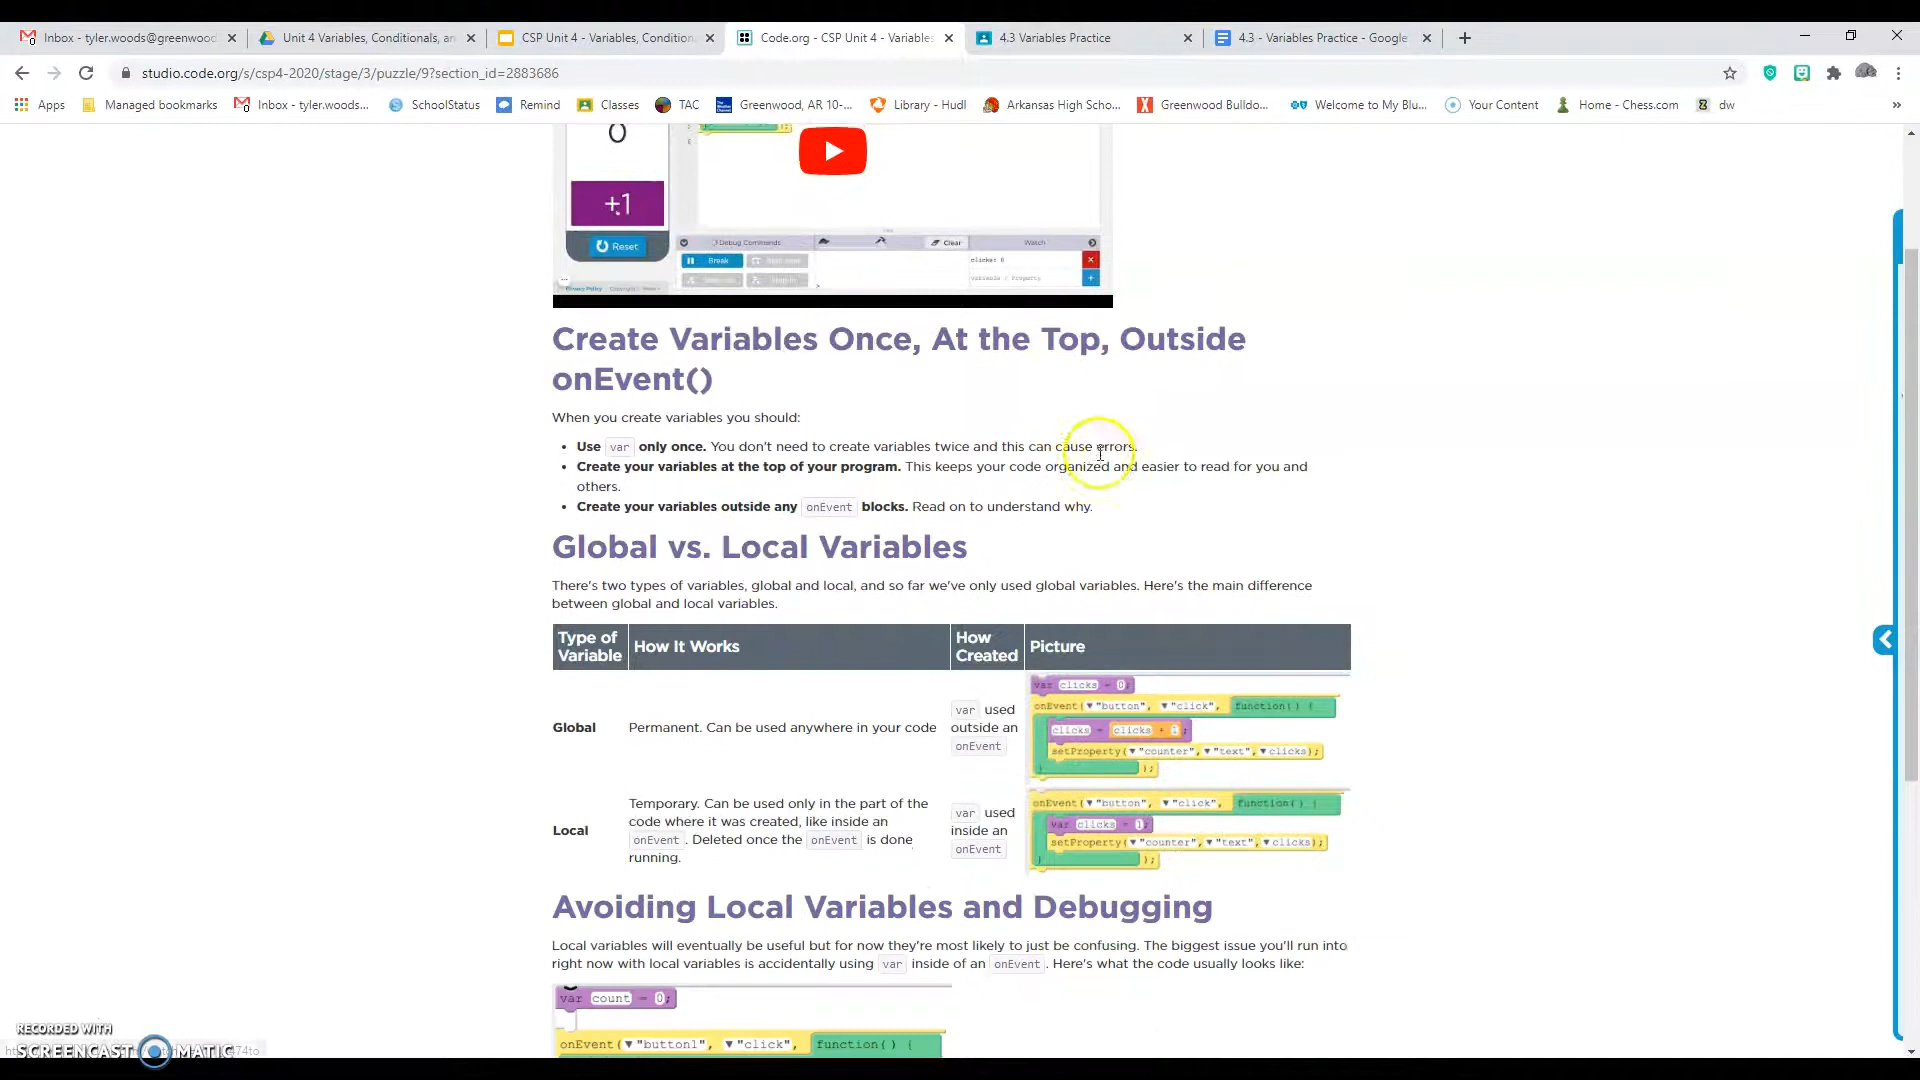 Inbox - tyler.woods@greenwood
Unit 4 Variables, Conditionals, an
CSP Unit 4 - Variables, Condition
Code.org - CSP Unit 4 - Variables
4.3 Variables Practice
4.3 - Variables Practice - Google
studio.code.org/s/csp4-2020/stage/3/puzzle/9?section_id=2883686
Apps
Managed bookmarks
Inbox - tyler.woods...
SchoolStatus
Remind
Classes
TAC
Greenwood, AR 10-...
Library - Hudl
Arkansas High Scho...
Greenwood Bulldo...
Welcome to My Blu...
Your Content
Home - Chess.com
dw
0
+1
Reset
Debug Commands
Clear
Watch
Break
clicks: 0
variable / Property
Create Variables Once, At the Top, Outside
onEvent()
When you create variables you should:
• Use var only once. You don't need to create variables twice and this can cause errors.
• Create your variables at the top of your program. This keeps your code organized and easier to read for you and
others.
• Create your variables outside any onEvent blocks. Read on to understand why.
Global vs. Local Variables
There's two types of variables, global and local, and so far we've only used global variables. Here's the main difference
between global and local variables.
Type of Variable How It Works How Created Picture
Global Permanent. Can be used anywhere in your code var used outside an onEvent
var clicks = 0;
onEvent(▼"button", ▼"click", function() {
clicks = clicks + 1;
setProperty(▼"counter",▼"text",▼clicks);
});
Local Temporary. Can be used only in the part of the code where it was created, like inside an onEvent. Deleted once the onEvent is done running. var used inside an onEvent
onEvent(▼"button", ▼"click", function() {
var clicks = 1;
setProperty(▼"counter",▼"text",▼clicks);
});
Avoiding Local Variables and Debugging
Local variables will eventually be useful but for now they're most likely to just be confusing. The biggest issue you'll run into
right now with local variables is accidentally using var inside of an onEvent. Here's what the code usually looks like:
var count = 0;
onEvent(▼"button1", ▼"click", function() {
RECORDED WITH
SCREENCAST MATIC